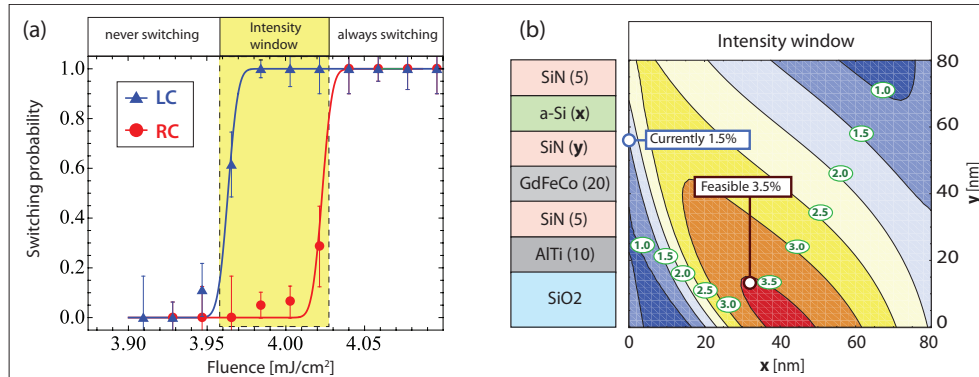 (a)
never switching
Intensity
window
always switching
Switching probability
1.0
0.8
0.6
0.4
0.2
0.0
LC
RC
3.90
3.95
4.00
4.05
Fluence [mJ/cm²]
(b)
Intensity window
SiN (5)
a-Si (x)
SiN (y)
GdFeCo (20)
SiN (5)
AlTi (10)
SiO2
Currently 1.5%
Feasible 3.5%
1.0
1.5
2.0
2.5
3.0
3.5
1.0
1.5
2.0
2.5
3.0
80
60
40
20
0
y [nm]
0
20
40
60
80
x [nm]